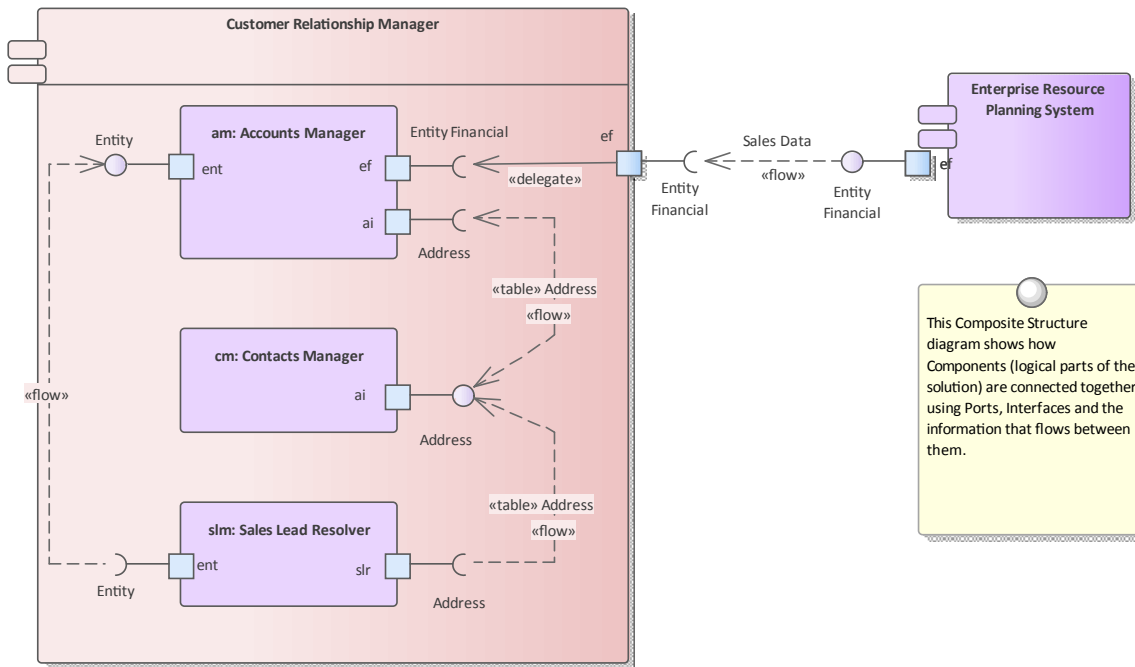 Customer Relationship Manager
Enterprise Resource
Planning System
ef
am: Accounts Manager
ent
ef
ai
Entity
Entity Financial
«delegate»
ef
Entity
Financial
Sales Data
«flow»
Entity
Financial
Address
«table» Address
«flow»
cm: Contacts Manager
ai
Address
«flow»
«table» Address
«flow»
slm: Sales Lead Resolver
ent
slr
Entity
Address
This Composite Structure
diagram shows how
Components (logical parts of the
solution) are connected together
using Ports, Interfaces and the
information that flows between
them.